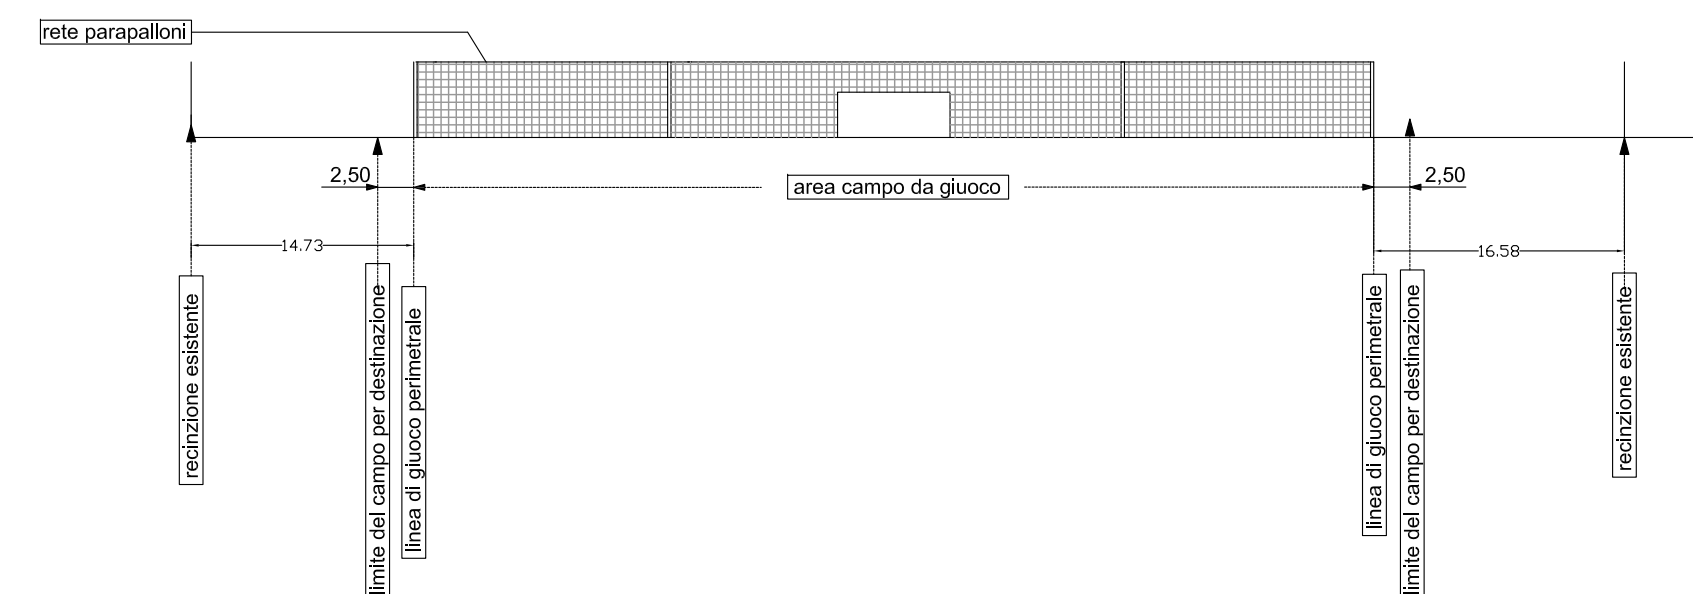 rete parapalloni
2,50
area campo da giuoco
2,50
14.73
16.58
recinzione esistente
limite del campo per destinazione
linea di giuoco perimetrale
linea di giuoco perimetrale
limite del campo per destinazione
recinzione esistente